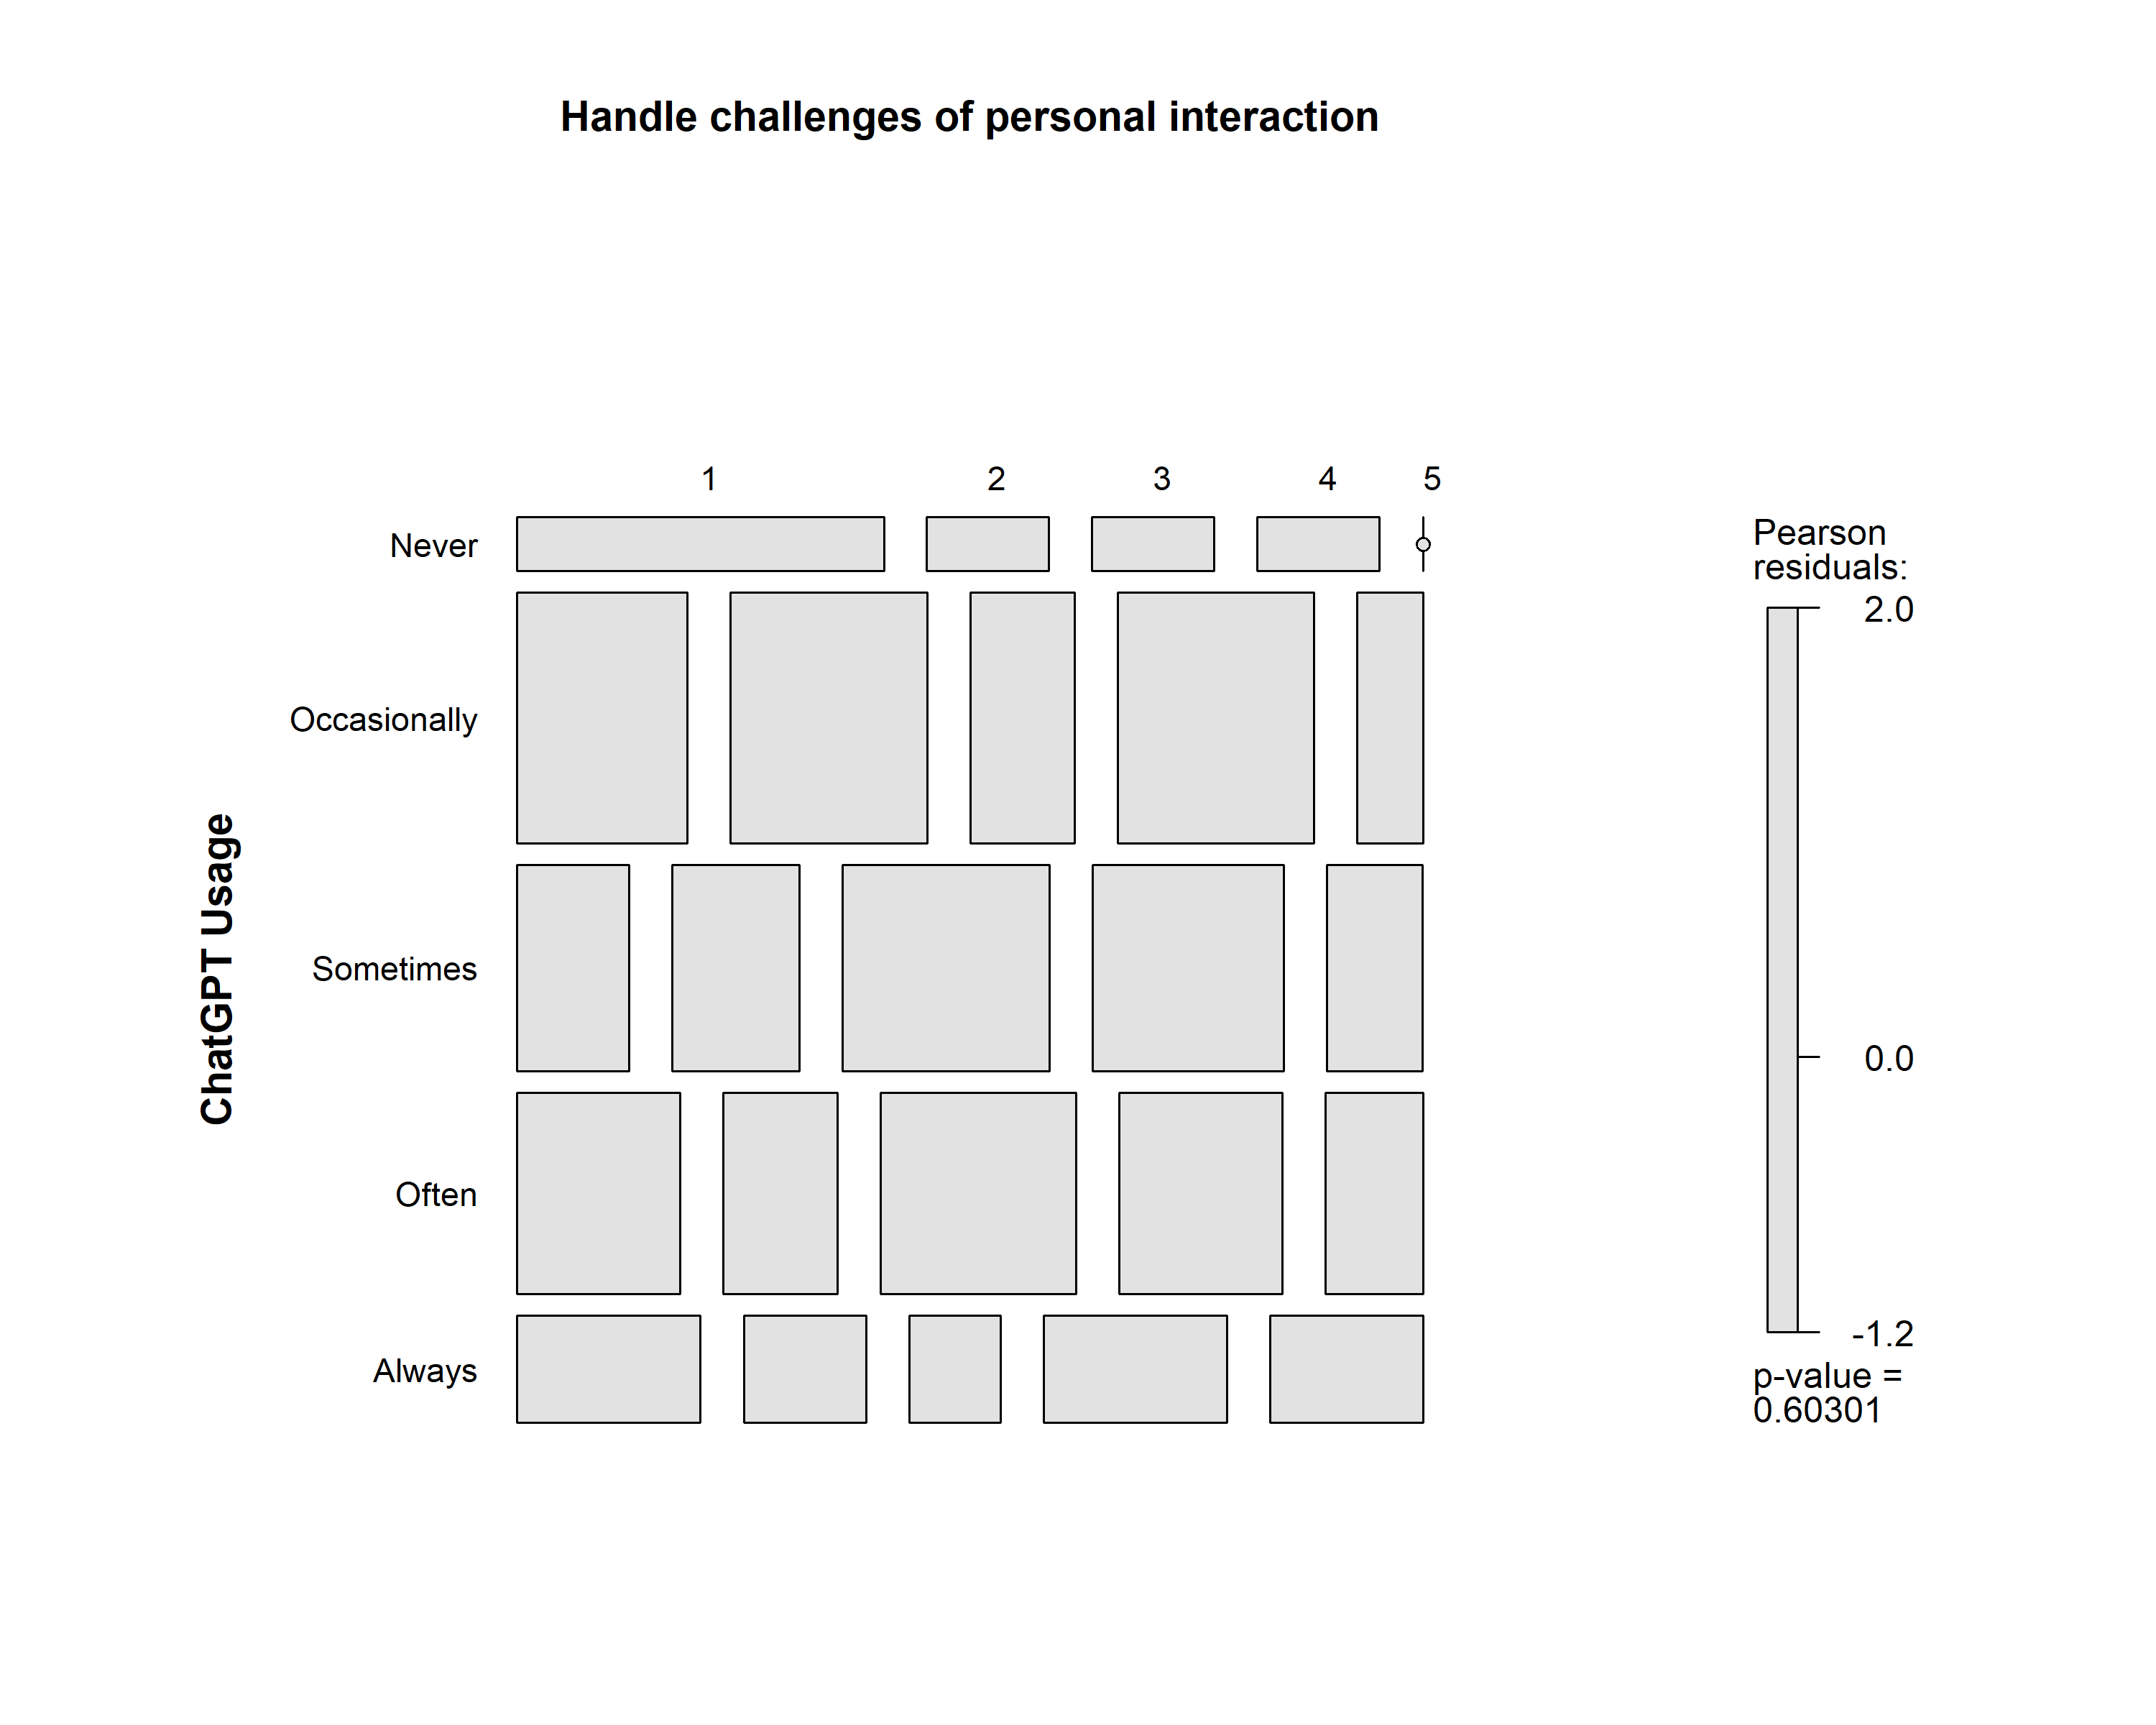 Handle challenges of personal interaction
1 2 3 4 5
Never
Occasionally
Sometimes
Often
Always
ChatGPT Usage
Pearson
residuals:
2.0
0.0
-1.2
p-value =
0.60301